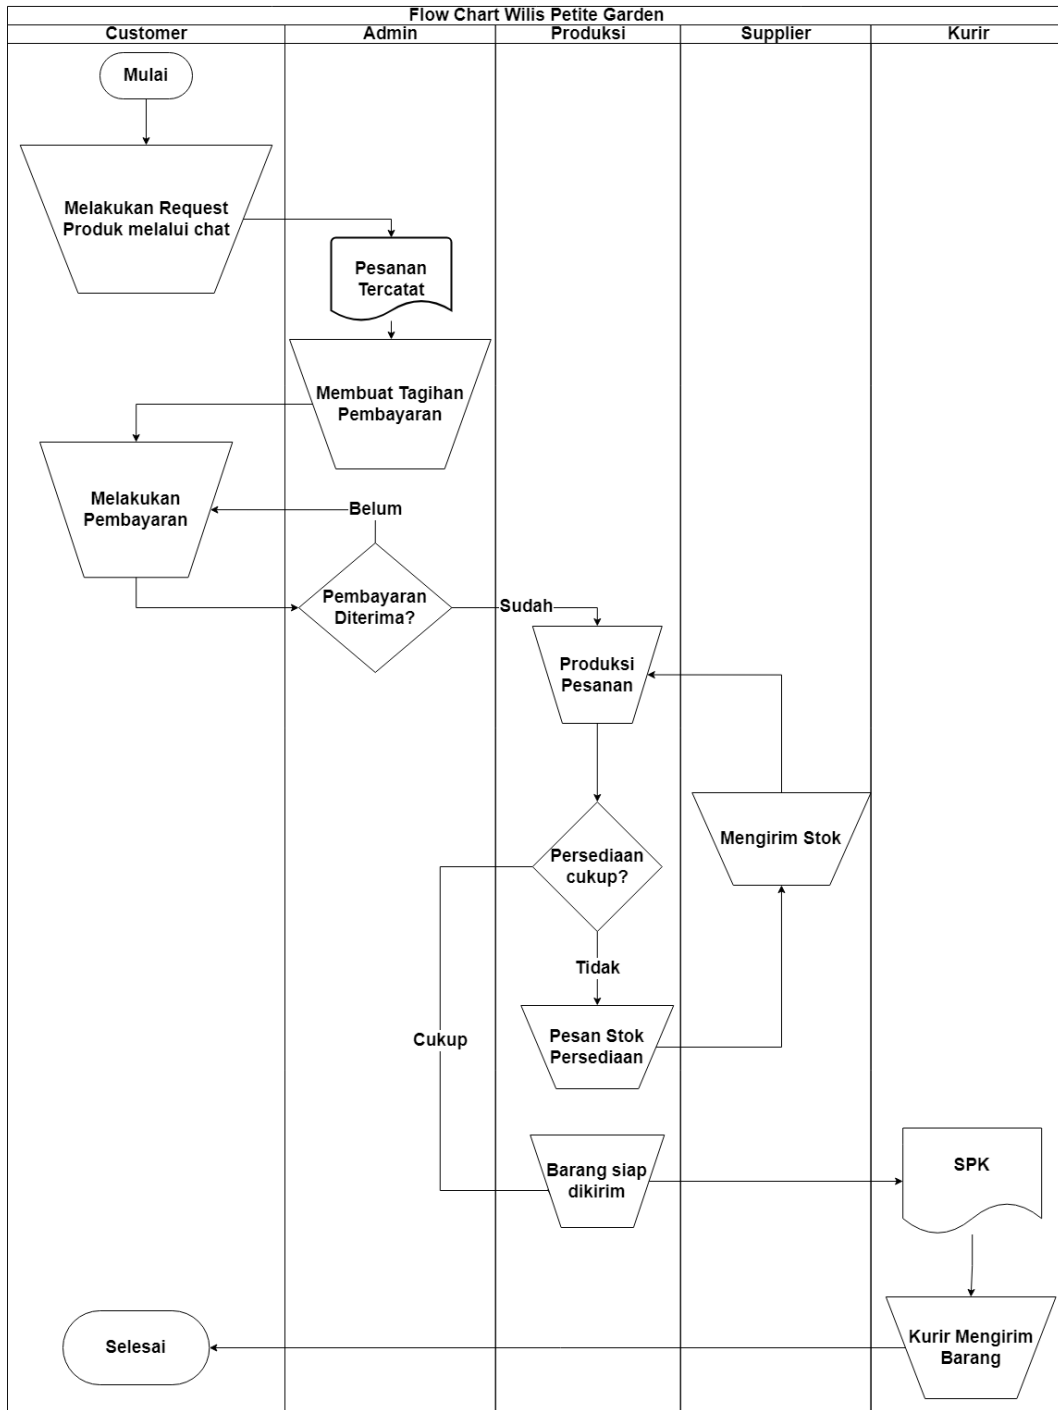 Flow Chart Wilis Petite Garden
Customer
Admin
Produksi
Supplier
Kurir
Mulai
Melakukan Request
Produk melalui chat
Pesanan
Tercatat
Membuat Tagihan
Pembayaran
Melakukan
Pembayaran
Belum
Pembayaran
Diterima?
Sudah
Produksi
Pesanan
Mengirim Stok
Persediaan
cukup?
Tidak
Cukup
Pesan Stok
Persediaan
Barang siap
dikirim
SPK
Kurir Mengirim
Barang
Selesai